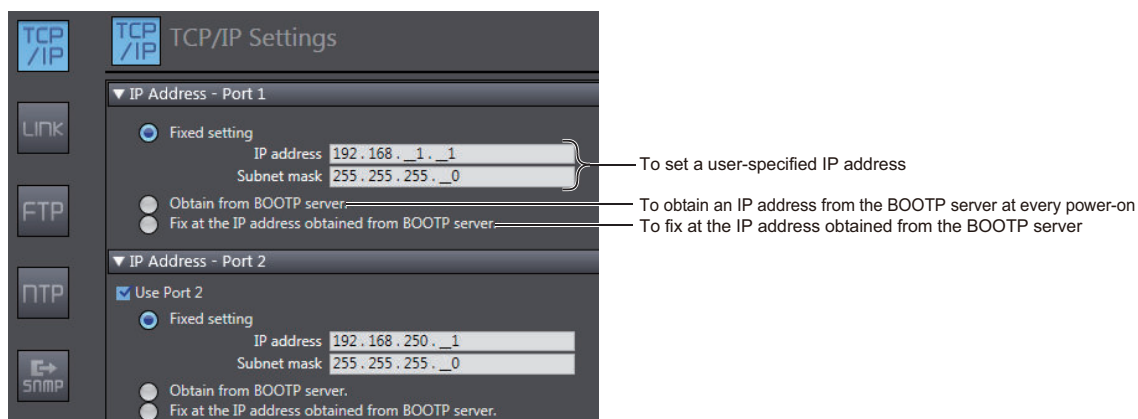 TCP
/IP
TCP
/IP
TCP/IP Settings
▼ IP Address - Port 1
LINK
Fixed setting
IP address 192.168.__1.__1
To set a user-specified IP address
Subnet mask 255.255.255.__0
FTP
Obtain from BOOTP server.
To obtain an IP address from the BOOTP server at every power-on
Fix at the IP address obtained from BOOTP server.
To fix at the IP address obtained from the BOOTP server
▼ IP Address - Port 2
NTP
Use Port 2
Fixed setting
IP address 192.168.250.__1
Subnet mask 255.255.255.__0
SNMP
Obtain from BOOTP server.
Fix at the IP address obtained from BOOTP server.